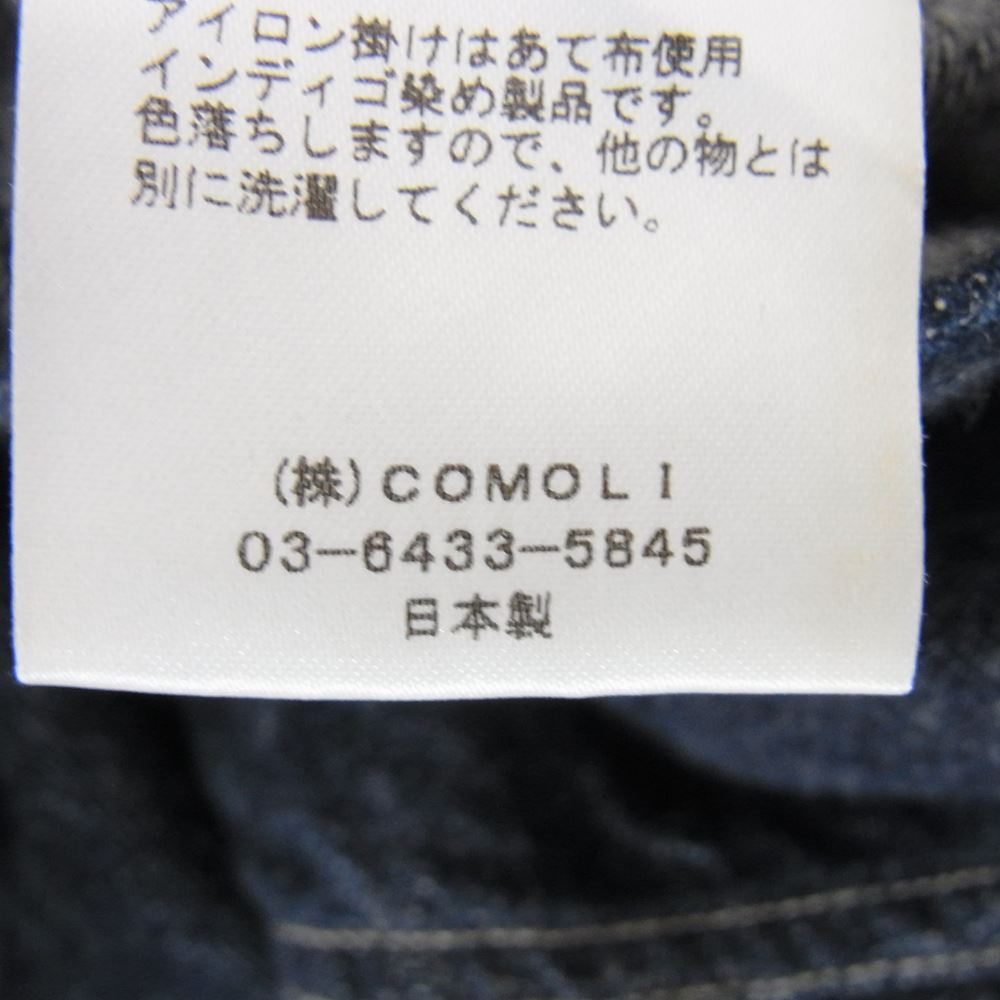 アイロン掛けはあて布使用
インディゴ染め製品です。
色落ちしますので、他の物とは
別に洗濯してください。
(株)COMOLI
03-6433-5845
日本製